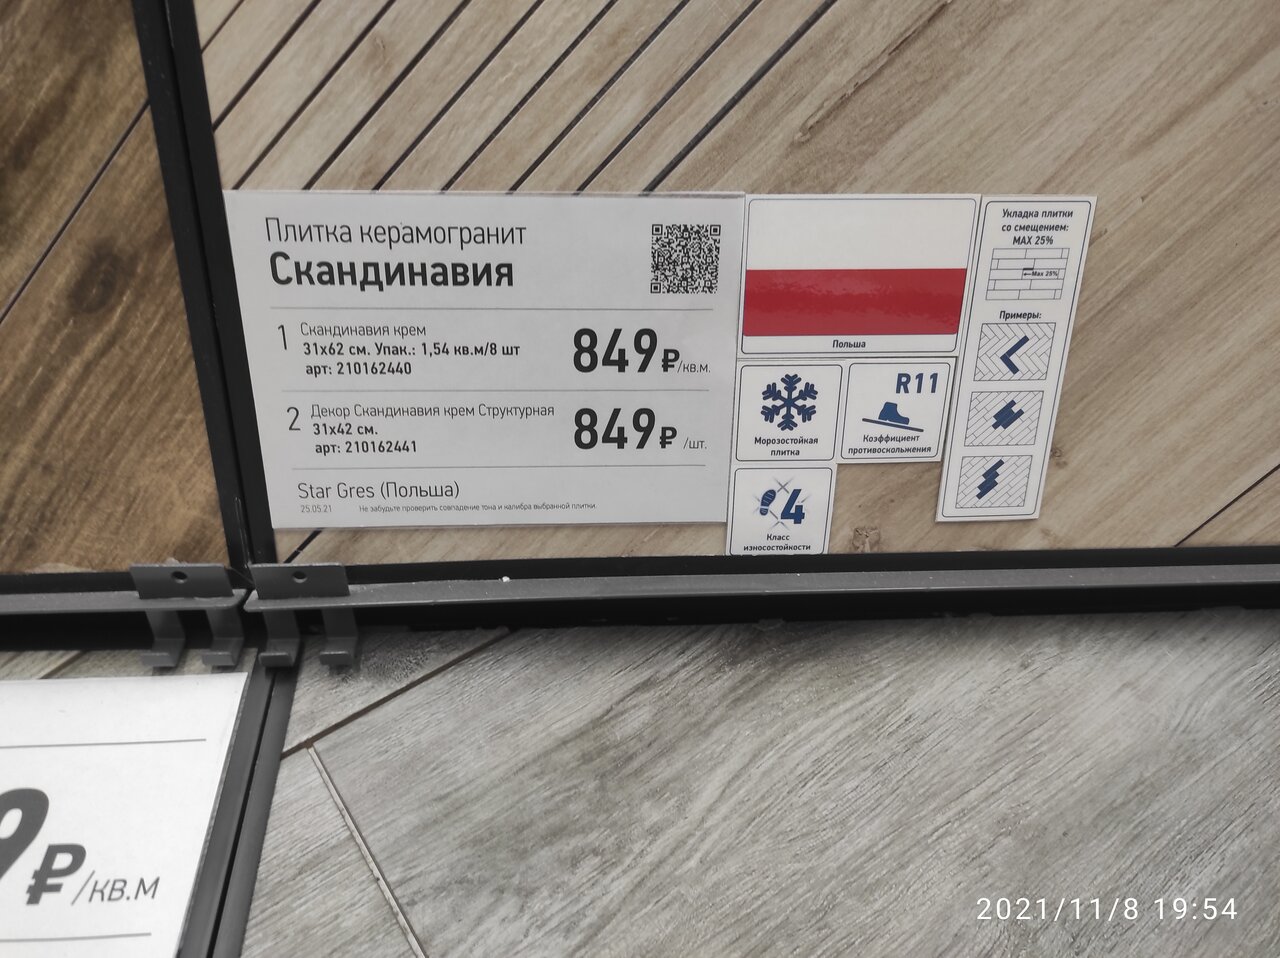 Плитка керамогранит
Скандинавия
1 Скандинавия крем
31x62 см. Упак.: 1,54 кв.м/8 шт
арт: 210162440
849₽/кв.м.
2 Декор Скандинавия крем Структурная
31x42 см.
арт: 210162441
849₽/шт.
Star Gres (Польша)
25.05.21 Не забудьте проверить совпадение тона и калибра выбранной плитки.
Польша
Морозостойкая
плитка
R11
Коэффициент
противоскольжения
4
Класс
износостойкости
Укладка плитки
со смещением:
MAX 25%
Max 25%
Примеры:
9₽/кв.м
2021/11/8 19:54